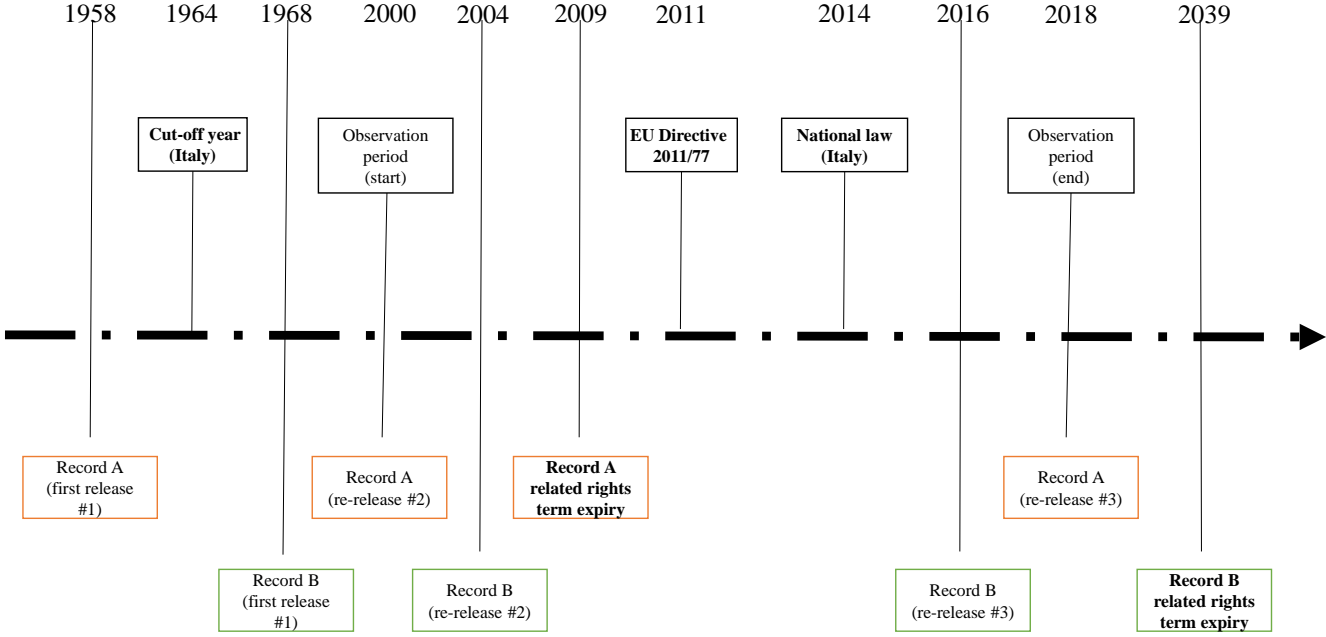 1958 1964 1968 2000 2004 2009 2011 2014 2016 2018 2039
Cut-off year
(Italy)
Observation
period
(start)
EU Directive
2011/77
National law
(Italy)
Observation
period
(end)
Record A
(first release
#1)
Record A
(re-release #2)
Record A
related rights
term expiry
Record A
(re-release #3)
Record B
(first release
#1)
Record B
(re-release #2)
Record B
(re-release #3)
Record B
related rights
term expiry